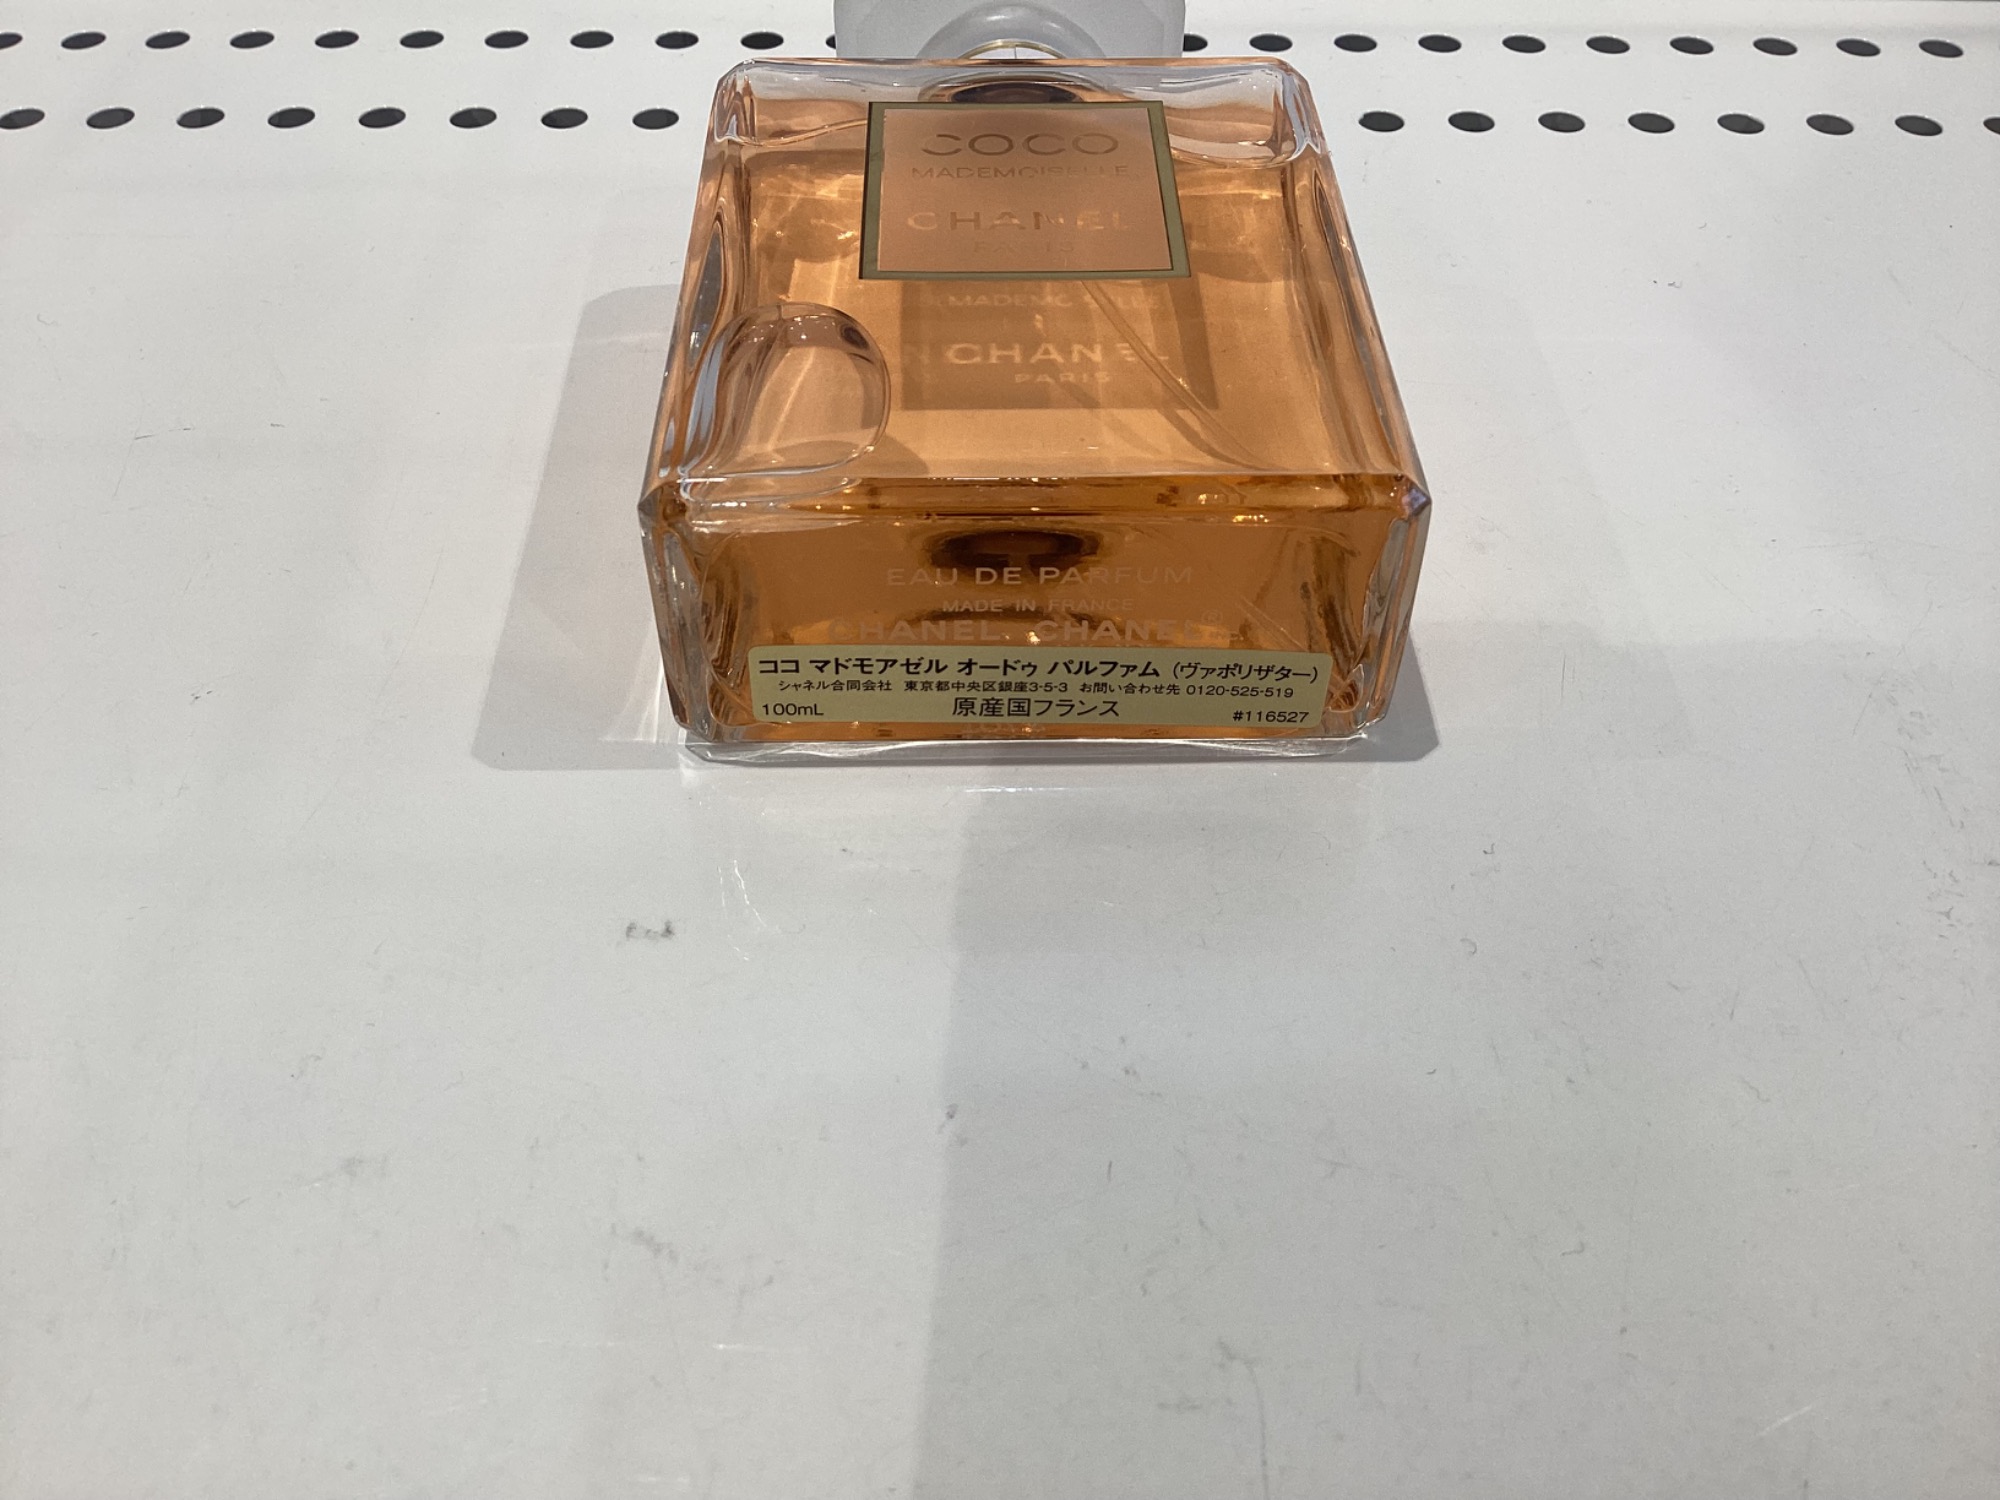 COCO
MADEMOISELLE
CHANEL
PARIS
CHANEL
PARIS
EAU DE PARFUM
MADE IN FRANCE
CHANEL CHANEL®
ココ マドモアゼル オードゥ パルファム (ヴァポリザター)
シャネル合同会社 東京都中央区銀座3-5-3 お問い合わせ先 0120-525-519
100mL 原産国フランス #116527